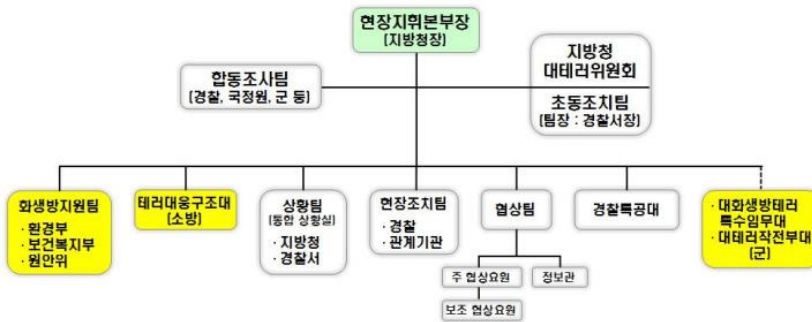 현장지휘본부장
(지방청장)
합동조사팀
(경찰, 국정원, 군 등)
지방청
대테러위원회
초동조치팀
(팀장 : 경찰서장)
화생방지원팀
· 환경부
· 보건복지부
· 원안위
테러대응구조대
(소방)
상황팀
(통합 상황실)
· 지방청
· 경찰서
현장조치팀
· 경찰
· 관계기관
협상팀
주 협상요원
보조 협상요원
정보관
경찰특공대
· 대화생방테러
특수임무대
· 대테러작전부대
(군)